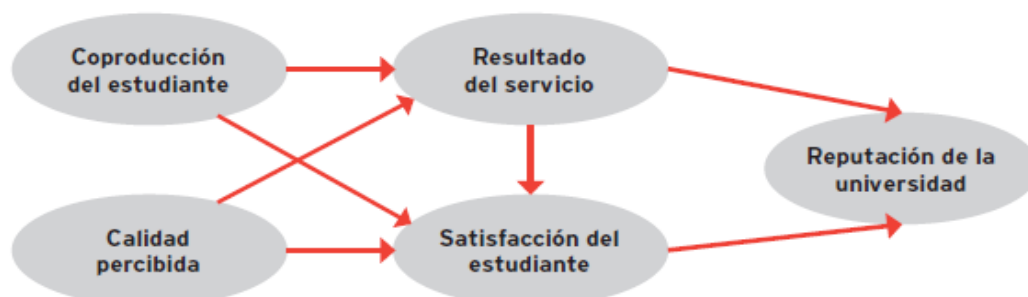 Coproducción
del estudiante
Resultado
del servicio
Reputación de la
universidad
Calidad
percibida
Satisfacción del
estudiante